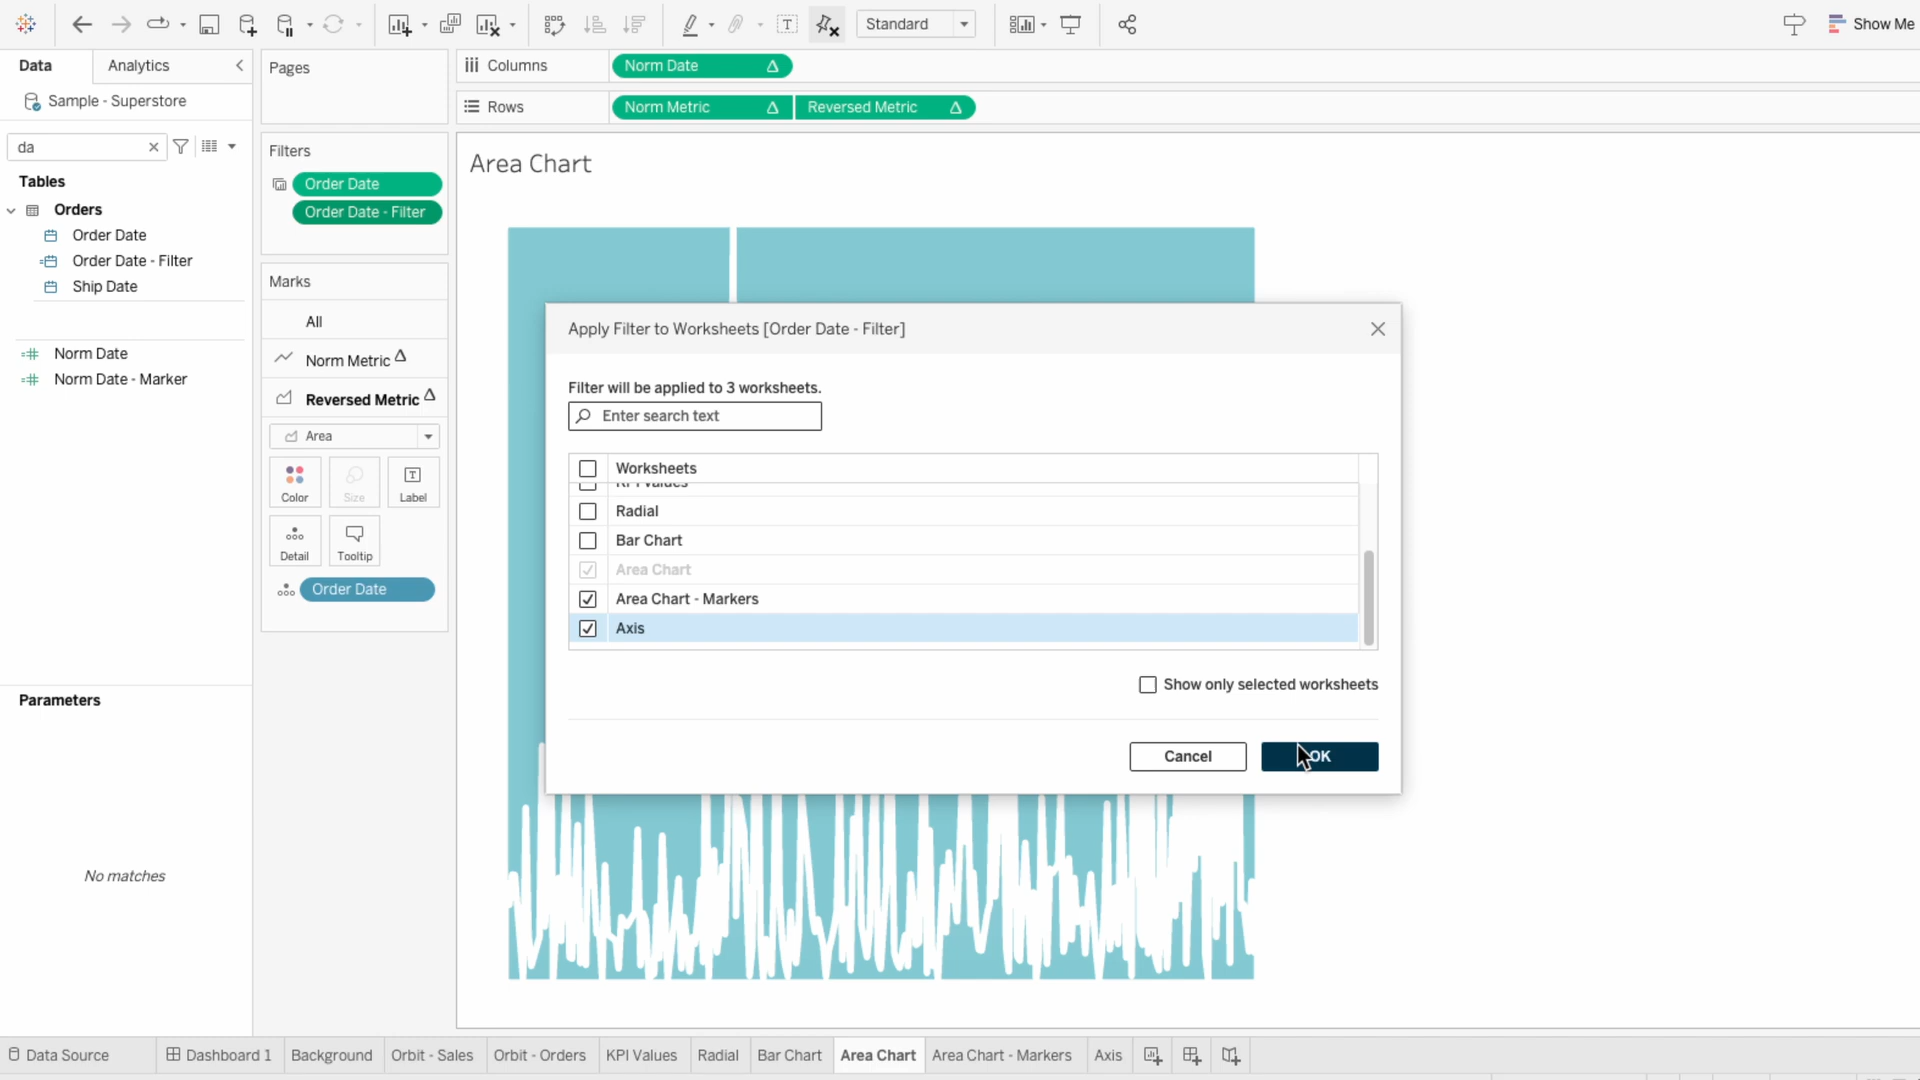 Standard
Show Me
Data
Analytics
Sample - Superstore
da
Tables
Orders
Order Date
Order Date - Filter
Ship Date
Norm Date
Norm Date - Marker
Parameters
No matches
Pages
Filters
Order Date
Order Date - Filter
Marks
All
Norm Metric
Reversed Metric
Area
Color
Size
Label
Detail
Tooltip
Order Date
Columns
Norm Date
Rows
Norm Metric
Reversed Metric
Area Chart
Apply Filter to Worksheets [Order Date - Filter]
Filter will be applied to 3 worksheets.
Enter search text
Worksheets
KPI Values
Radial
Bar Chart
Area Chart
Area Chart - Markers
Axis
Show only selected worksheets
Cancel
OK
Data Source
Dashboard 1
Background
Orbit - Sales
Orbit - Orders
KPI Values
Radial
Bar Chart
Area Chart
Area Chart - Markers
Axis